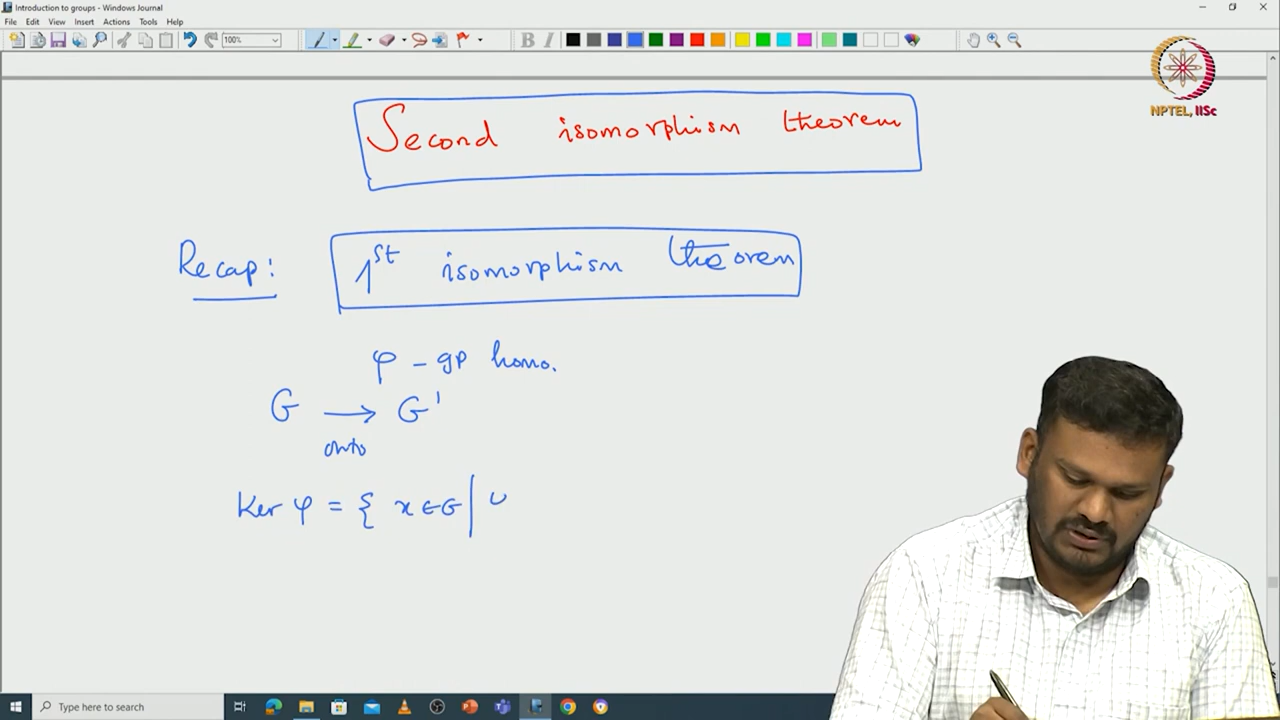 Introduction to groups - Windows Journal
File Edit View Insert Actions Tools Help
100%
B I
NPTEL, IISc
Second isomorphism theorem
Recap: 1st isomorphism theorem
φ - gp homo.
G → G'
onto
Ker φ = { x ∈ G |
Type here to search